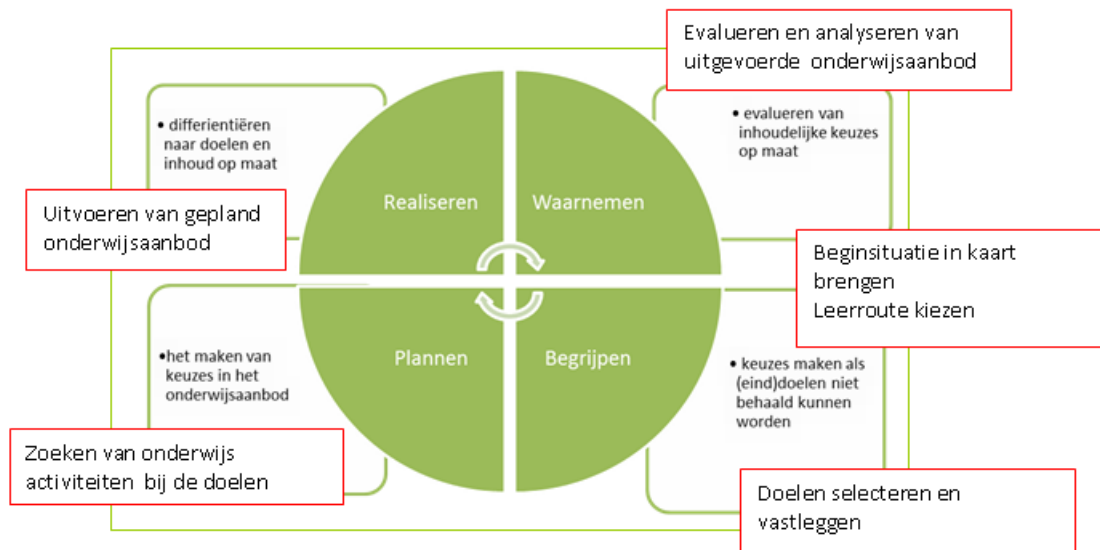 Evalueren en analyseren van
uitgevoerde onderwijsaanbod
• differientiëren
naar doelen en
inhoud op maat
• evalueren van
inhoudelijke keuzes
op maat
Realiseren
Waarnemen
Uitvoeren van gepland
onderwijsaanbod
Beginsituatie in kaart
brengen
Leerroute kiezen
Plannen
Begrijpen
•het maken van
keuzes in het
onderwijsaanbod
• keuzes maken als
(eind)doelen niet
behaald kunnen
worden
Zoeken van onderwijs
activiteiten bij de doelen
Doelen selecteren en
vastleggen